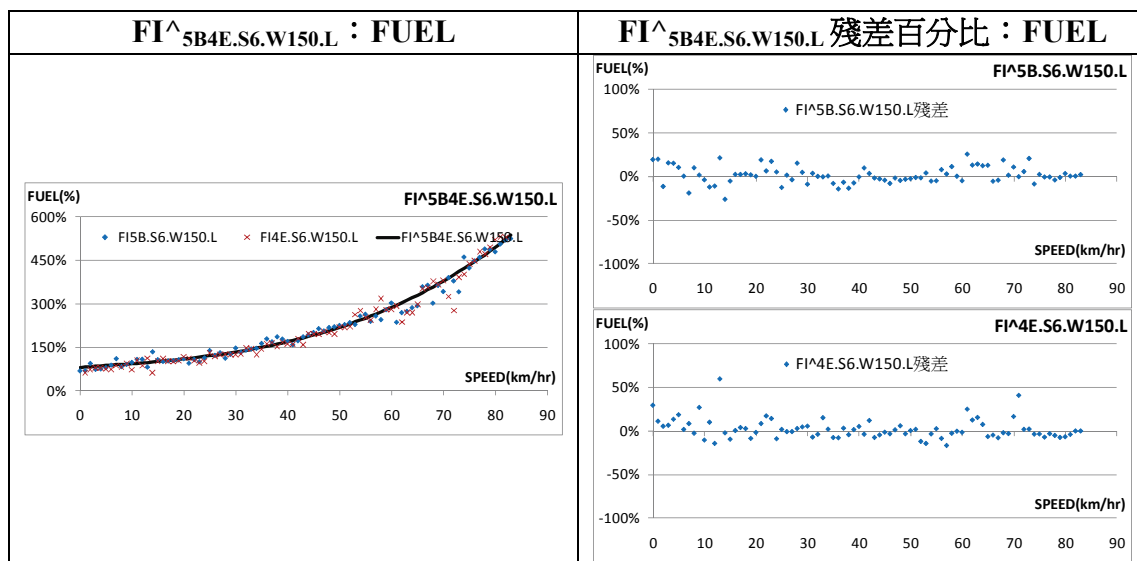 FI^5B4E.S6.W150.L：FUEL
FI^5B4E.S6.W150.L 殘差百分比：FUEL
FUEL(%)
FI^5B4E.S6.W150.L
600%
FI5B.S6.W150.L
FI4E.S6.W150.L
FI^5B4E.S6.W150.L
450%
300%
150%
SPEED(km/hr)
0%
0 10 20 30 40 50 60 70 80 90
FUEL(%)
FI^5B.S6.W150.L
100%
FI^5B.S6.W150.L殘差
50%
0%
-50%
SPEED(km/hr)
-100%
0 10 20 30 40 50 60 70 80 90
FUEL(%)
FI^4E.S6.W150.L
100%
FI^4E.S6.W150.L殘差
50%
0%
-50%
SPEED(km/hr)
-100%
0 10 20 30 40 50 60 70 80 90